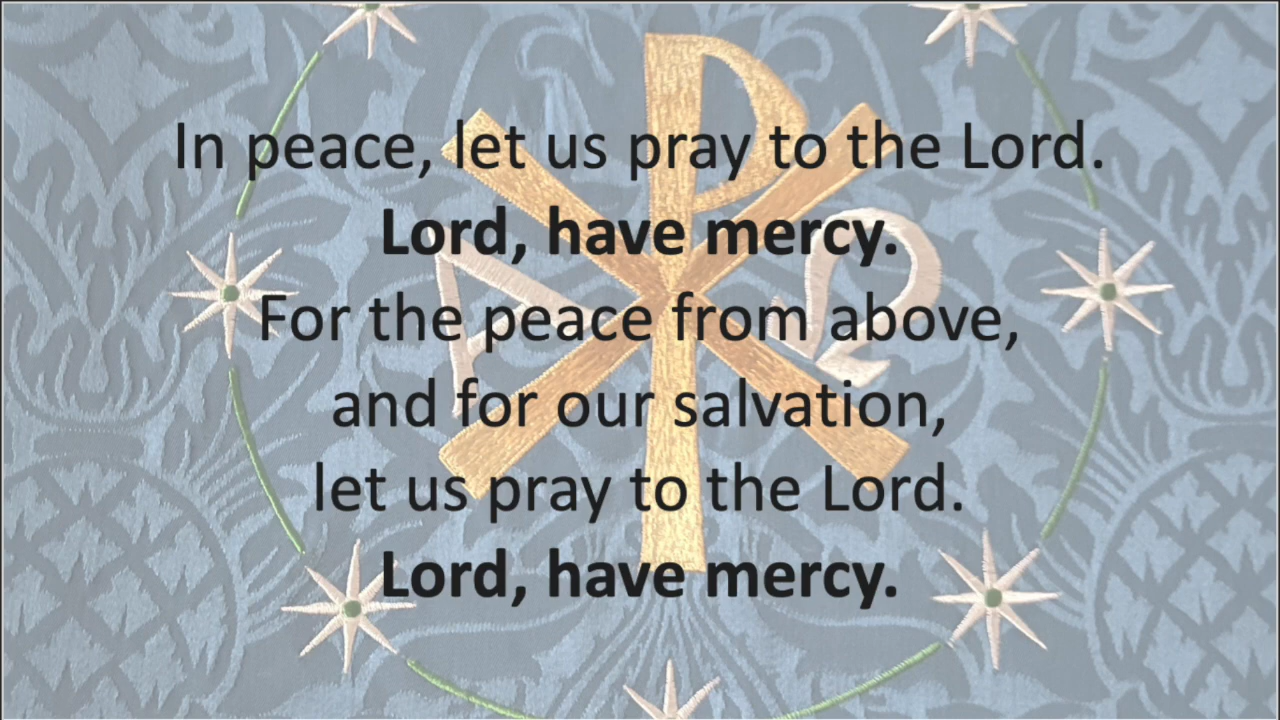 In peace, let us pray to the Lord.
Lord, have mercy.
For the peace from above,
and for our salvation,
let us pray to the Lord.
Lord, have mercy.